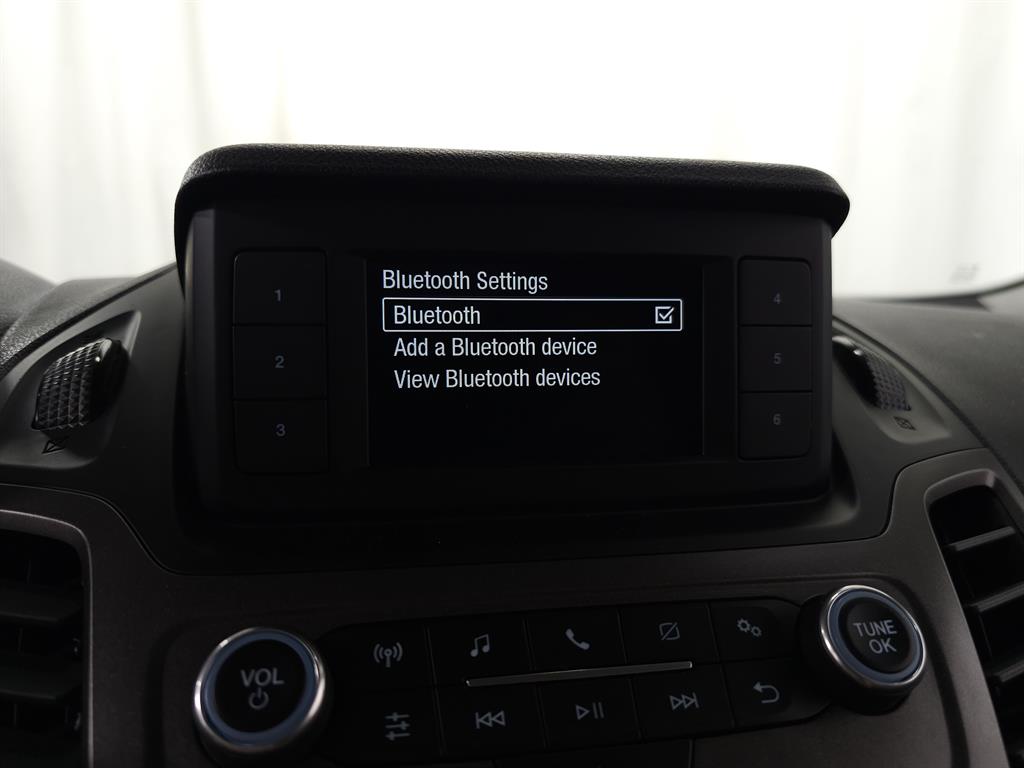 Bluetooth Settings
Bluetooth
Add a Bluetooth device
View Bluetooth devices
1
2
3
4
5
6
VOL
TUNE
OK